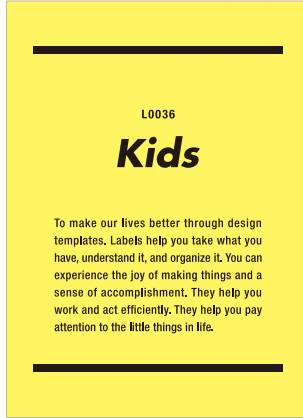 L0036
Kids
To make our lives better through design
templates. Labels help you take what you
have, understand it, and organize it. You can
experience the joy of making things and a
sense of accomplishment. They help you
work and act efficiently. They help you pay
attention to the little things in life.